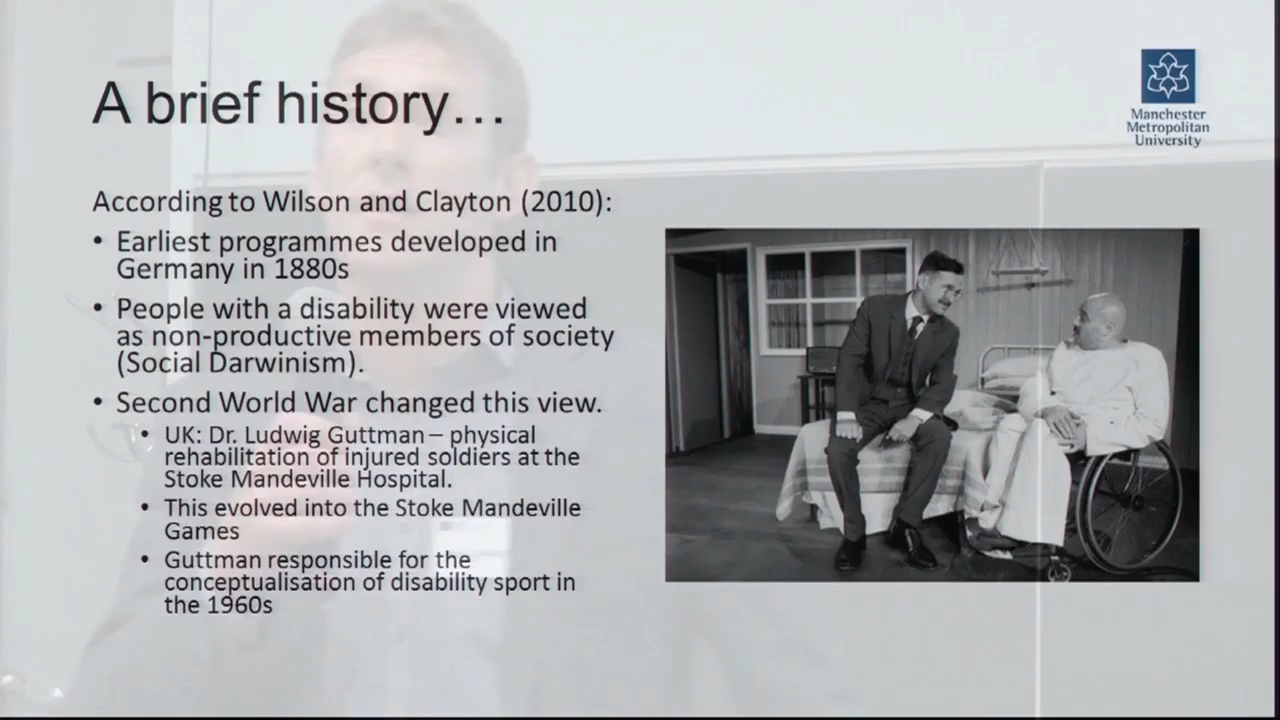 A brief history…
Manchester
Metropolitan
University
According to Wilson and Clayton (2010):
• Earliest programmes developed in
Germany in 1880s
• People with a disability were viewed
as non-productive members of society
(Social Darwinism).
• Second World War changed this view.
• UK: Dr. Ludwig Guttman – physical
rehabilitation of injured soldiers at the
Stoke Mandeville Hospital.
• This evolved into the Stoke Mandeville
Games
• Guttman responsible for the
conceptualisation of disability sport in
the 1960s